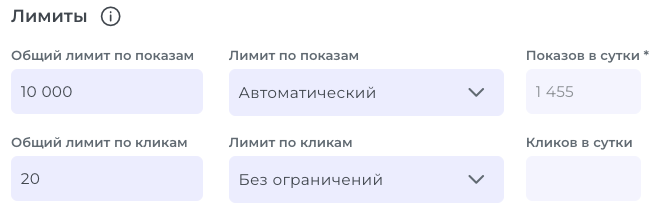 Лимиты
Общий лимит по показам Лимит по показам Показов в сутки *
10 000 Автоматический 1 455
Общий лимит по кликам Лимит по кликам Кликов в сутки
20 Без ограничений